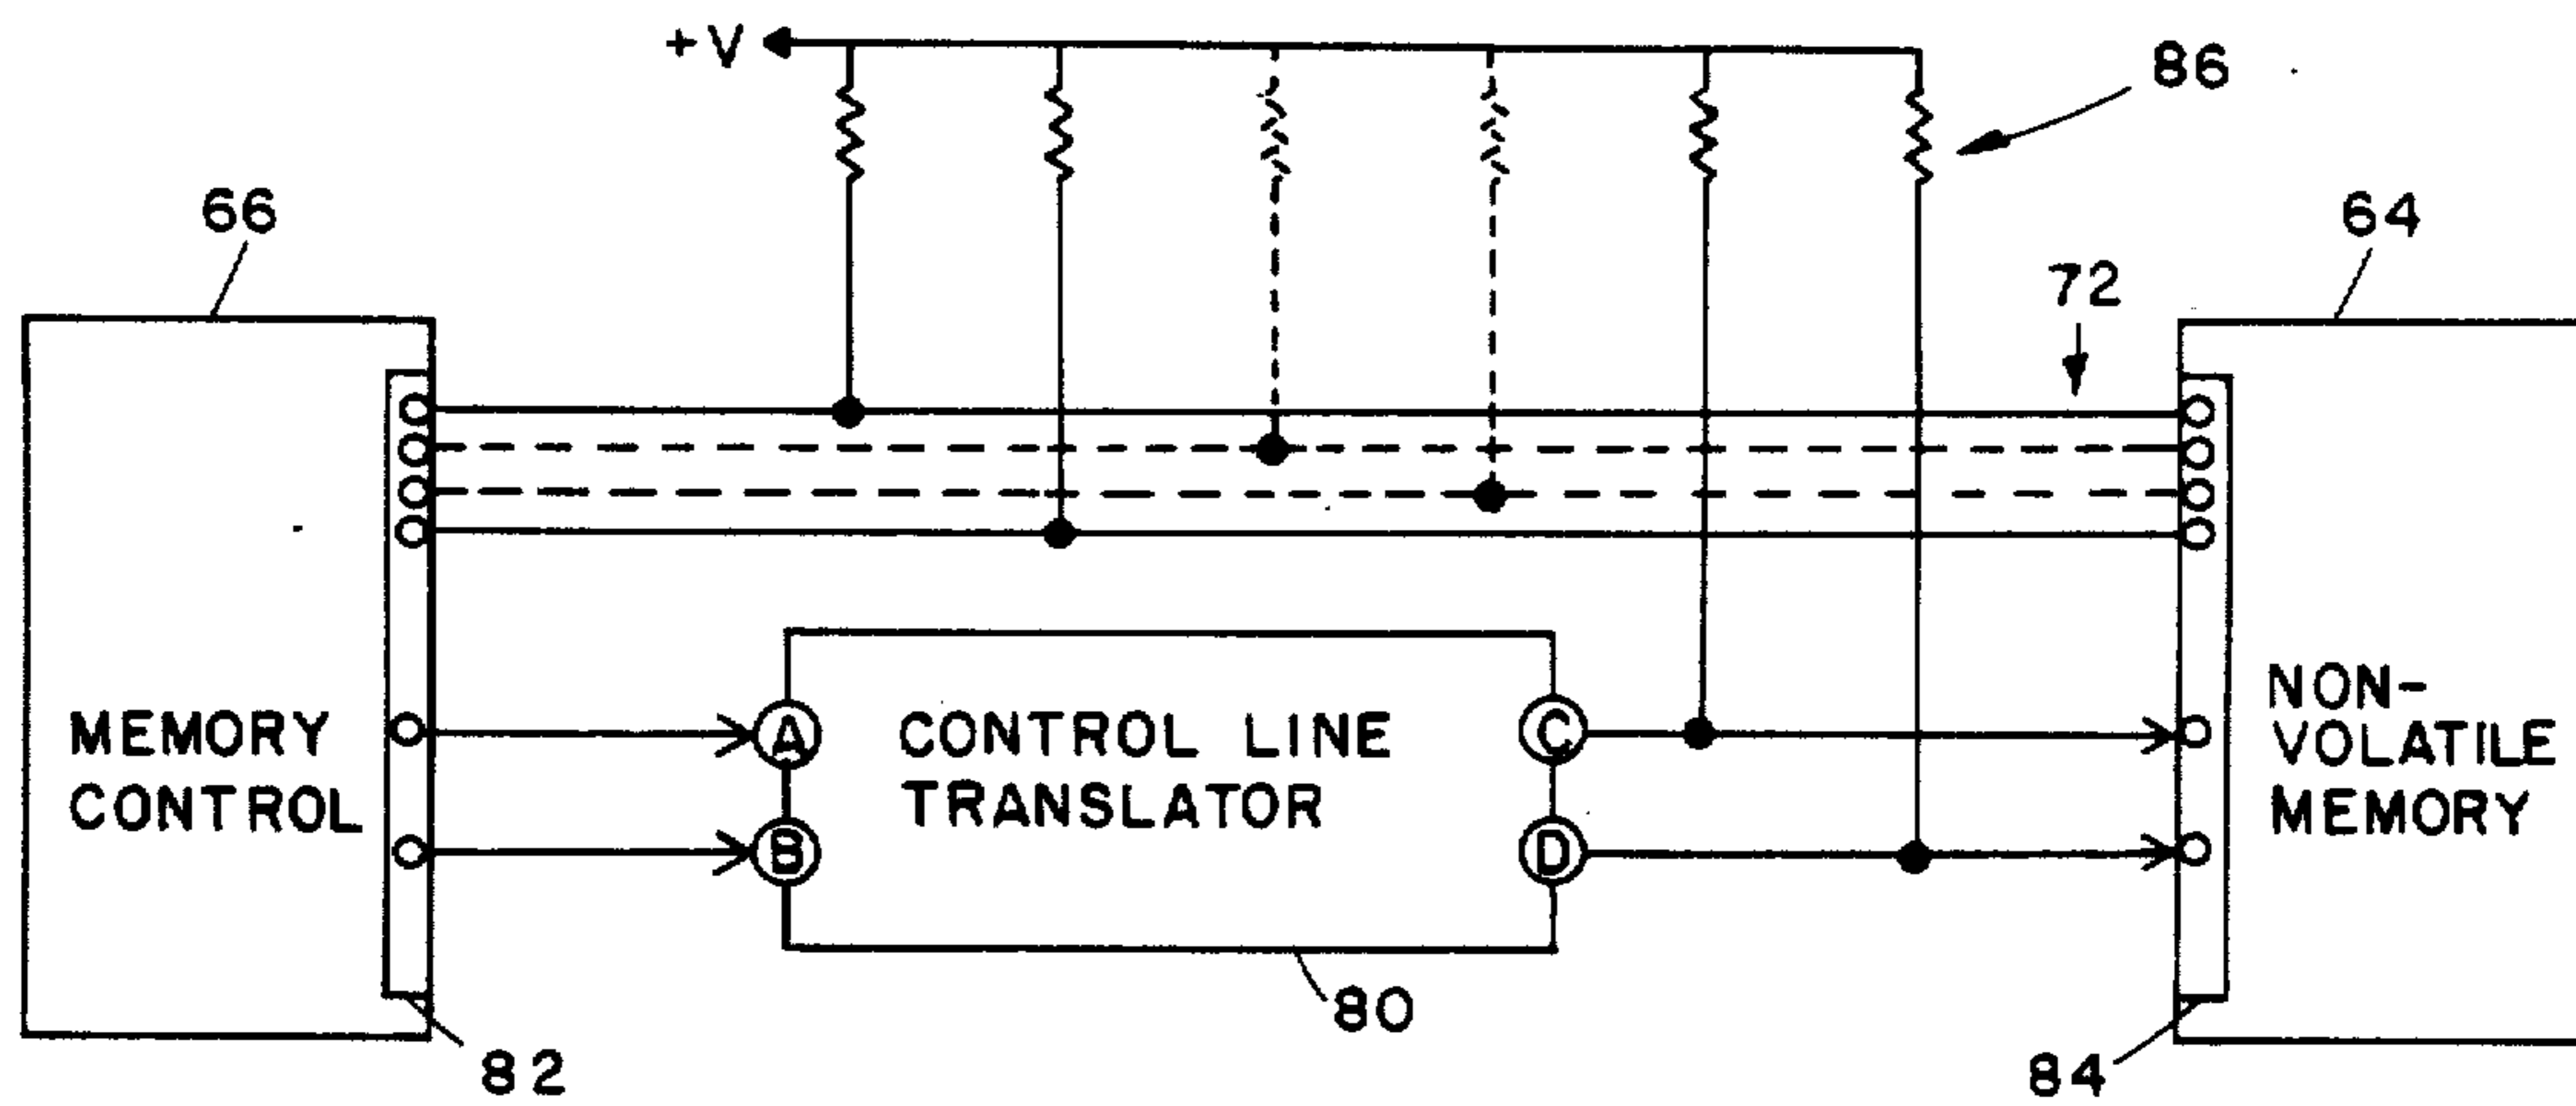 +V
86
66
64
72
MEMORY
CONTROL
A
B
CONTROL LINE
TRANSLATOR
C
D
NON-
VOLATILE
MEMORY
80
82
84